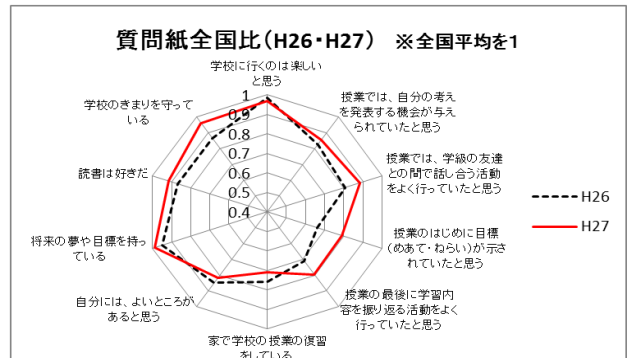 質問紙全国比(H26・H27) ※全国平均を1
学校に行くのは楽しい
と思う
授業では、自分の考え
を発表する機会が与え
られていたと思う
授業では、学級の友達
との間で話し合う活動
をよく行っていたと思う
授業のはじめに目標
(めあて・ねらい)が示さ
れていたと思う
授業の最後に学習内
容を振り返る活動をよく
行っていたと思う
家で学校の授業の復習
をしている
自分には、よいところが
あると思う
将来の夢や目標を持っ
ている
読書は好きだ
学校のきまりを守って
いる
1
0.9
0.8
0.7
0.6
0.5
0.4
H26
H27